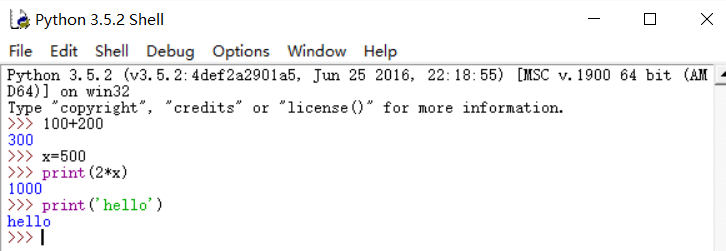 Python 3.5.2 Shell
File Edit Shell Debug Options Window Help
Python 3.5.2 (v3.5.2:4def2a2901a5, Jun 25 2016, 22:18:55) [MSC v.1900 64 bit (AM
D64)] on win32
Type "copyright", "credits" or "license()" for more information.
>>> 100+200
300
>>> x=500
>>> print(2*x)
1000
>>> print('hello')
hello
>>>